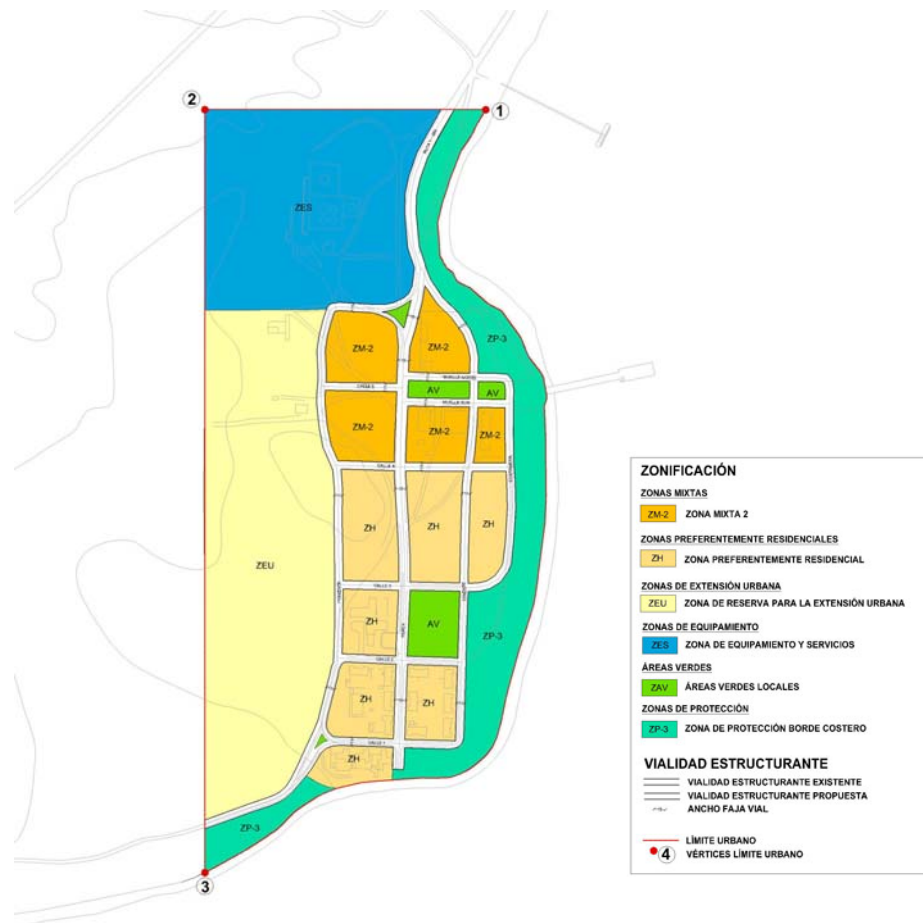 2
1
ZES
ZP-3
ZM-2
ZM-2
AV
AV
ZM-2
ZM-2
ZM-2
ZH
ZH
ZH
ZEU
ZH
AV
ZP-3
ZH
ZH
CALLE 1
ZH
ZP-3
3
ZONIFICACIÓN
ZONAS MIXTAS
ZM-2 ZONA MIXTA 2
ZONAS PREFERENTEMENTE RESIDENCIALES
ZH ZONA PREFERENTEMENTE RESIDENCIAL
ZONAS DE EXTENSIÓN URBANA
ZEU ZONA DE RESERVA PARA LA EXTENSIÓN URBANA
ZONAS DE EQUIPAMIENTO
ZES ZONA DE EQUIPAMIENTO Y SERVICIOS
ÁREAS VERDES
ZAV ÁREAS VERDES LOCALES
ZONAS DE PROTECCIÓN
ZP-3 ZONA DE PROTECCIÓN BORDE COSTERO
VIALIDAD ESTRUCTURANTE
VIALIDAD ESTRUCTURANTE EXISTENTE
VIALIDAD ESTRUCTURANTE PROPUESTA
ANCHO FAJA VIAL
LÍMITE URBANO
4 VÉRTICES LÍMITE URBANO